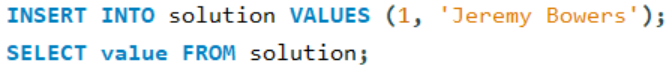 INSERT INTO solution VALUES (1, 'Jeremy Bowers');
SELECT value FROM solution;